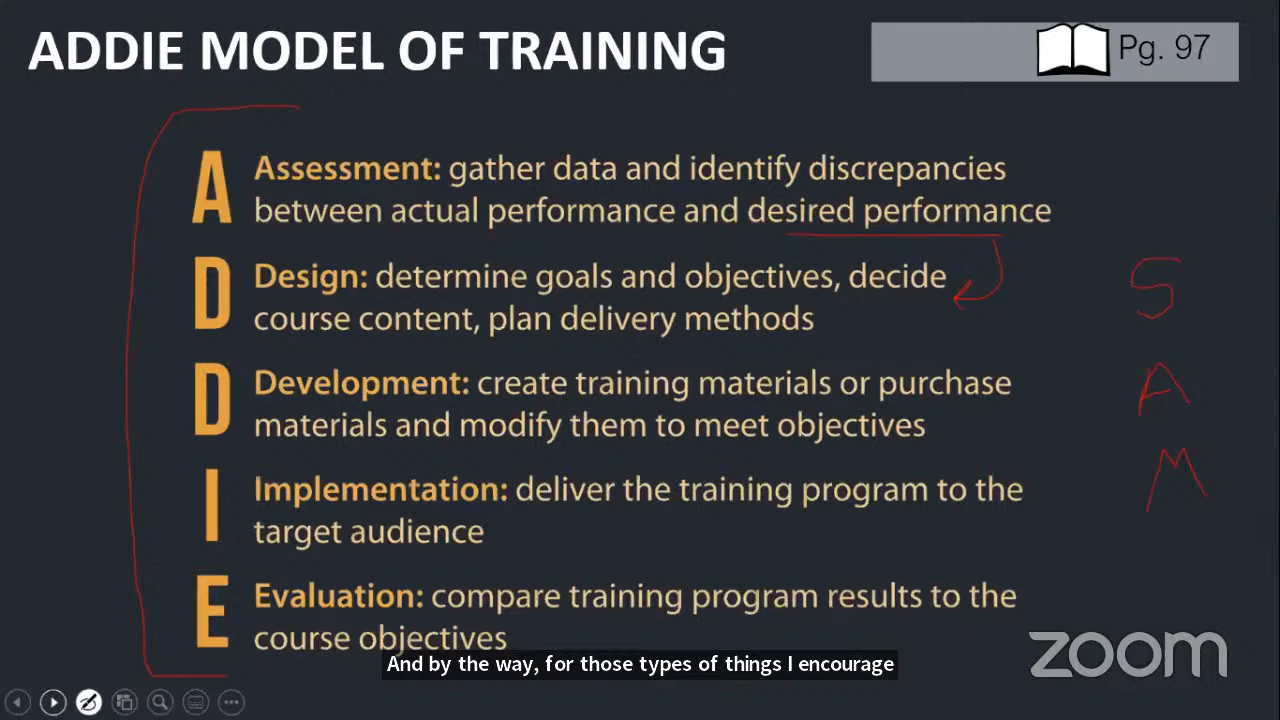 ADDIE MODEL OF TRAINING
Pg. 97
A
Assessment: gather data and identify discrepancies
between actual performance and desired performance
D
Design: determine goals and objectives, decide
course content, plan delivery methods
D
Development: create training materials or purchase
materials and modify them to meet objectives
I
Implementation: deliver the training program to the
target audience
E
Evaluation: compare training program results to the
course objectives
S
A
M
And by the way, for those types of things I encourage
zoom